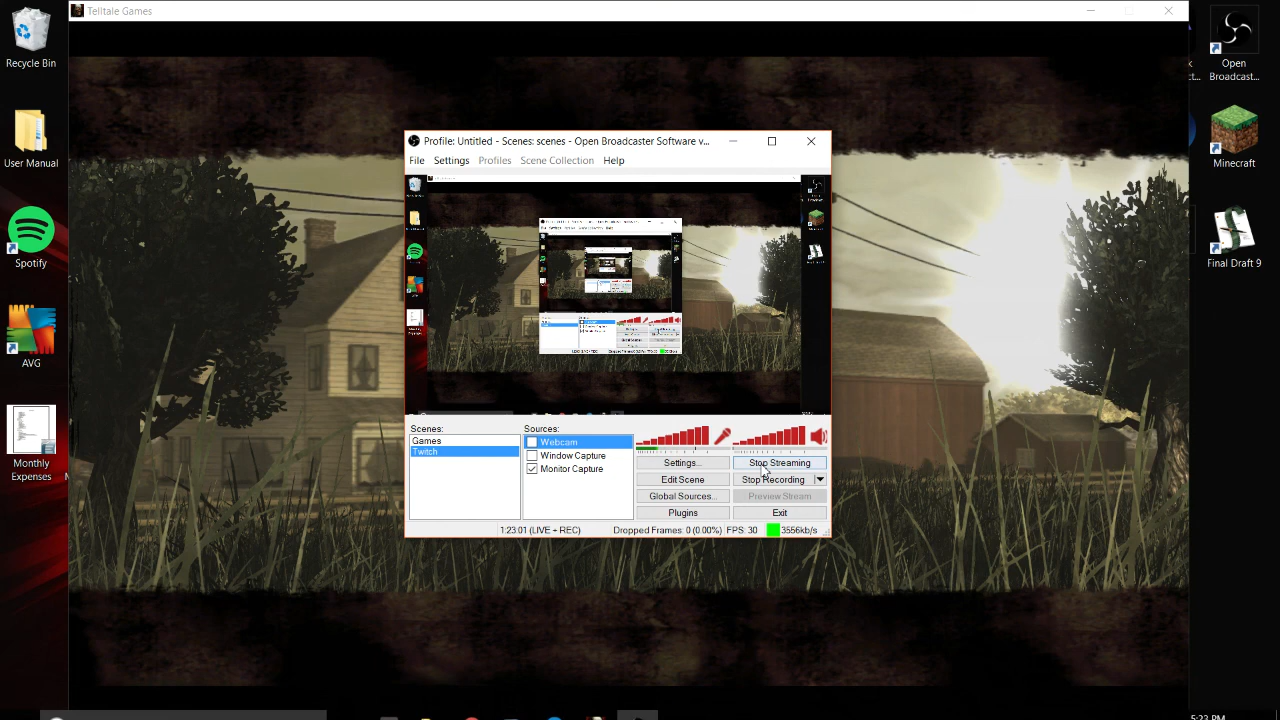 Telltale Games
Recycle Bin
User Manual
Spotify
AVG
Monthly
Expenses
Profile: Untitled - Scenes: scenes - Open Broadcaster Software v...
File Settings Profiles Scene Collection Help
Scenes:
Games
Twitch
Sources:
Webcam
Window Capture
Monitor Capture
Settings...
Stop Streaming
Edit Scene
Stop Recording
Global Sources...
Preview Stream
Plugins
Exit
1:23:01 (LIVE + REC)
Dropped Frames: 0 (0.00%)
FPS: 30
3556kb/s
Open
Broadcast...
Minecraft
Final Draft 9
5:23 PM